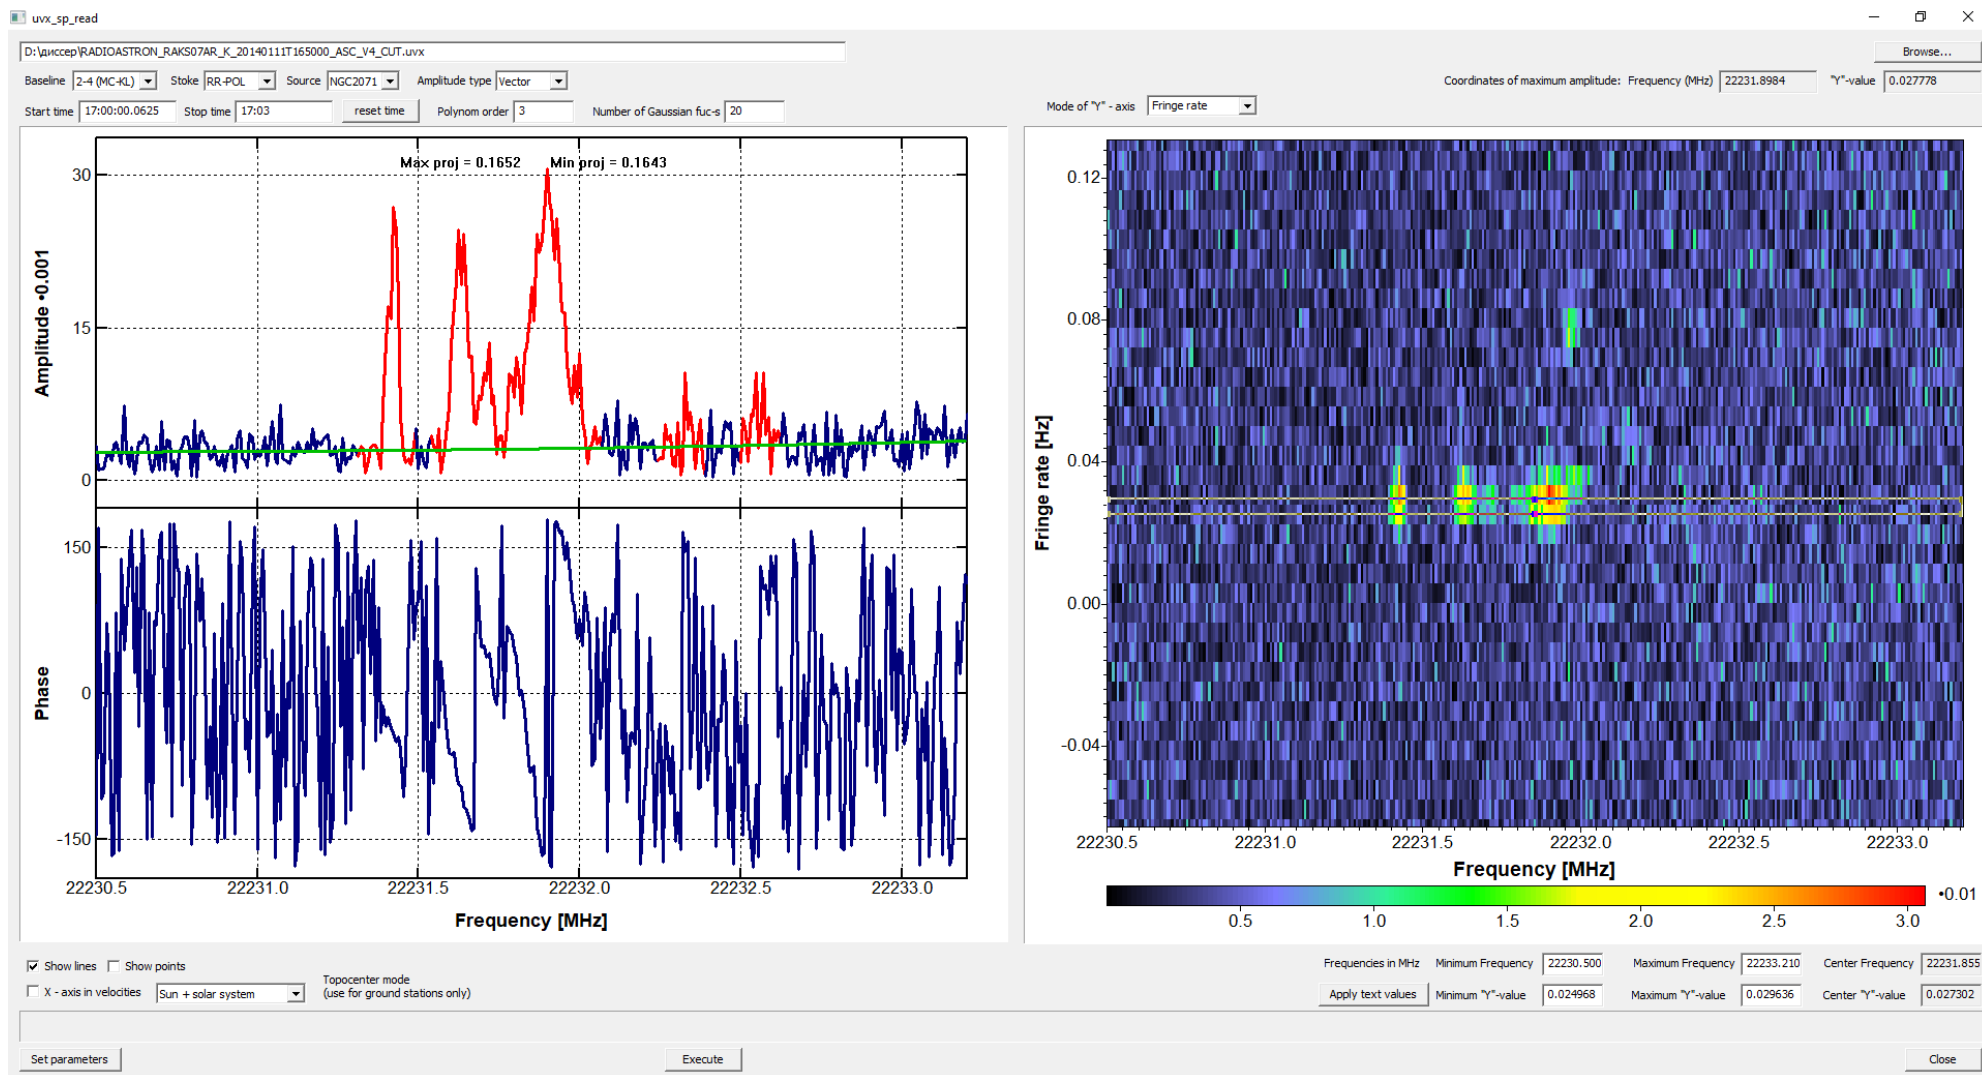 uvx_sp_read
D:\диссер\RADIOASTRON_RAKS07AR_K_20140111T165000_ASC_V4_CUT.uvx
Browse...
Baseline 2-4 (MC-KL) Stoke RR-POL Source NGC2071 Amplitude type Vector
Coordinates of maximum amplitude: Frequency (MHz) 22231.8984 "Y"-value 0.027778
Start time 17:00:00.0625 Stop time 17:03 reset time Polynom order 3 Number of Gaussian fuc-s 20
Mode of "Y" - axis Fringe rate
Max proj = 0.1652 Min proj = 0.1643
30
15
0
Amplitude •0.001
150
0
-150
Phase
22230.5 22231.0 22231.5 22232.0 22232.5 22233.0
Frequency [MHz]
0.12
0.08
0.04
0.00
-0.04
Fringe rate [Hz]
22230.5 22231.0 22231.5 22232.0 22232.5 22233.0
Frequency [MHz]
•0.01
0.5 1.0 1.5 2.0 2.5 3.0
Show lines Show points
X - axis in velocities Sun + solar system
Topocenter mode
(use for ground stations only)
Frequencies in MHz Minimum Frequency 22230.500 Maximum Frequency 22233.210 Center Frequency 22231.855
Apply text values Minimum "Y"-value 0.024968 Maximum "Y"-value 0.029636 Center "Y"-value 0.027302
Set parameters Execute Close